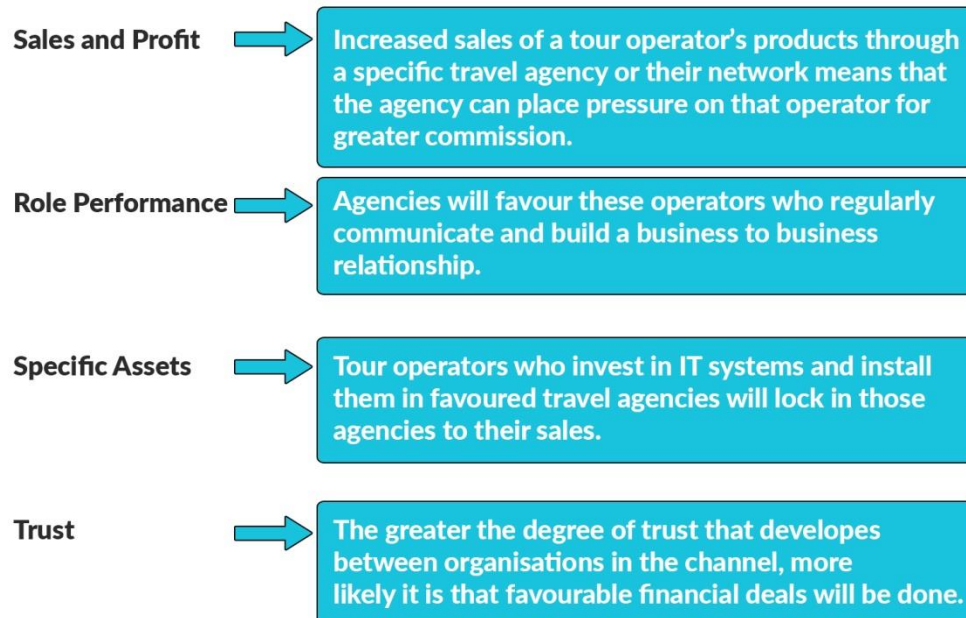 Sales and Profit
Increased sales of a tour operator's products through
a specific travel agency or their network means that
the agency can place pressure on that operator for
greater commission.
Role Performance
Agencies will favour these operators who regularly
communicate and build a business to business
relationship.
Specific Assets
Tour operators who invest in IT systems and install
them in favoured travel agencies will lock in those
agencies to their sales.
Trust
The greater the degree of trust that developes
between organisations in the channel, more
likely it is that favourable financial deals will be done.